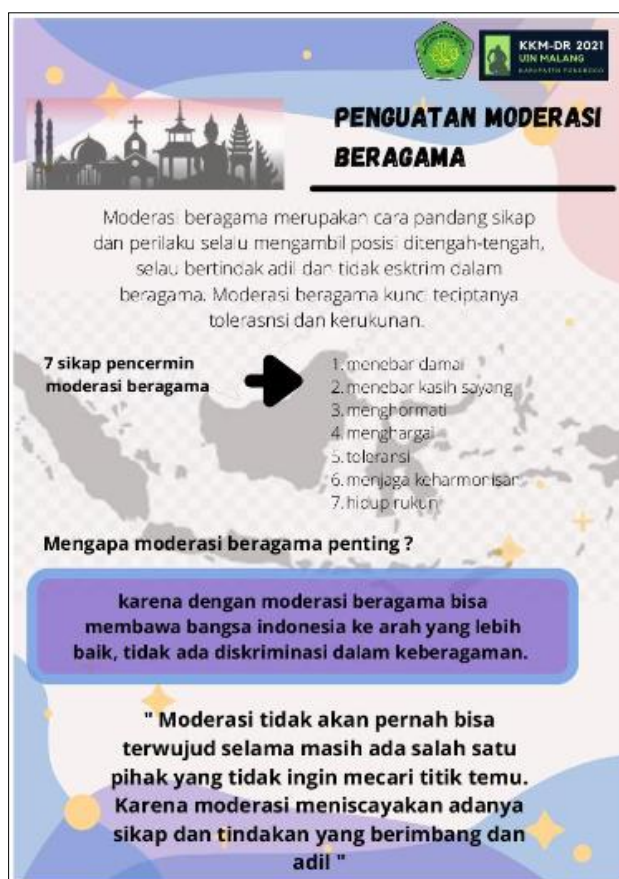 KKM-DR 2021
UIN MALANG
PENGUATAN MODERASI
BERAGAMA
Moderasi beragama merupakan cara pandang sikap
dan perilaku selalu mengambil posisi ditengah-tengah,
selau bertindak adil dan tidak esktrim dalam
beragama. Moderasi beragama kunci teciptanya
tolerasnsi dan kerukunan.
7 sikap pencermin
moderasi beragama
1. menebar damai
2. menebar kasih sayang
3. menghormati
4. menghargai
5. toleransi
6. menjaga keharmonisan
7. hidup rukun
Mengapa moderasi beragama penting ?
karena dengan moderasi beragama bisa
membawa bangsa indonesia ke arah yang lebih
baik, tidak ada diskriminasi dalam keberagaman.
" Moderasi tidak akan pernah bisa
terwujud selama masih ada salah satu
pihak yang tidak ingin mecari titik temu.
Karena moderasi meniscayakan adanya
sikap dan tindakan yang berimbang dan
adil "